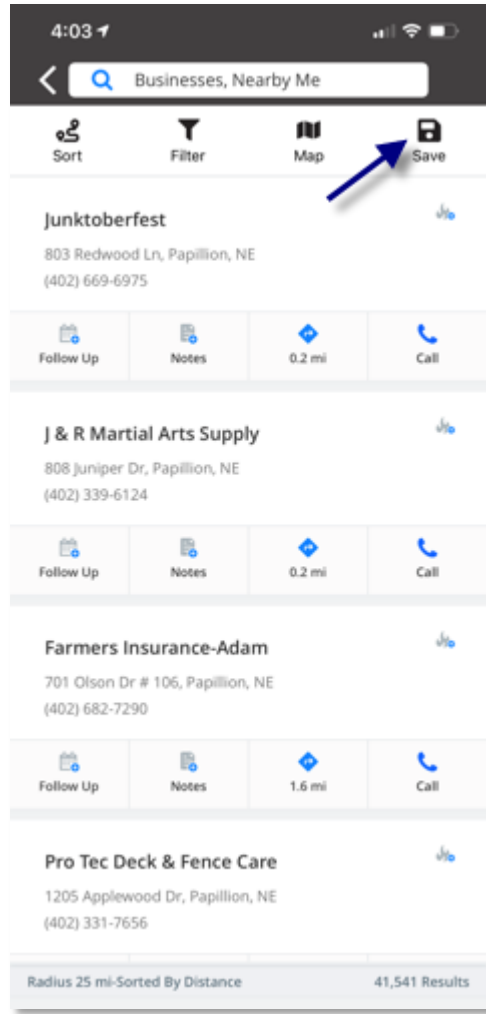 4:03
Businesses, Nearby Me
Sort Filter Map Save
Junktoberfest
803 Redwood Ln, Papillion, NE
(402) 669-6975
Follow Up Notes 0.2 mi Call
J & R Martial Arts Supply
808 Juniper Dr, Papillion, NE
(402) 339-6124
Follow Up Notes 0.2 mi Call
Farmers Insurance-Adam
701 Olson Dr # 106, Papillion, NE
(402) 682-7290
Follow Up Notes 1.6 mi Call
Pro Tec Deck & Fence Care
1205 Applewood Dr, Papillion, NE
(402) 331-7656
Radius 25 mi-Sorted By Distance 41,541 Results